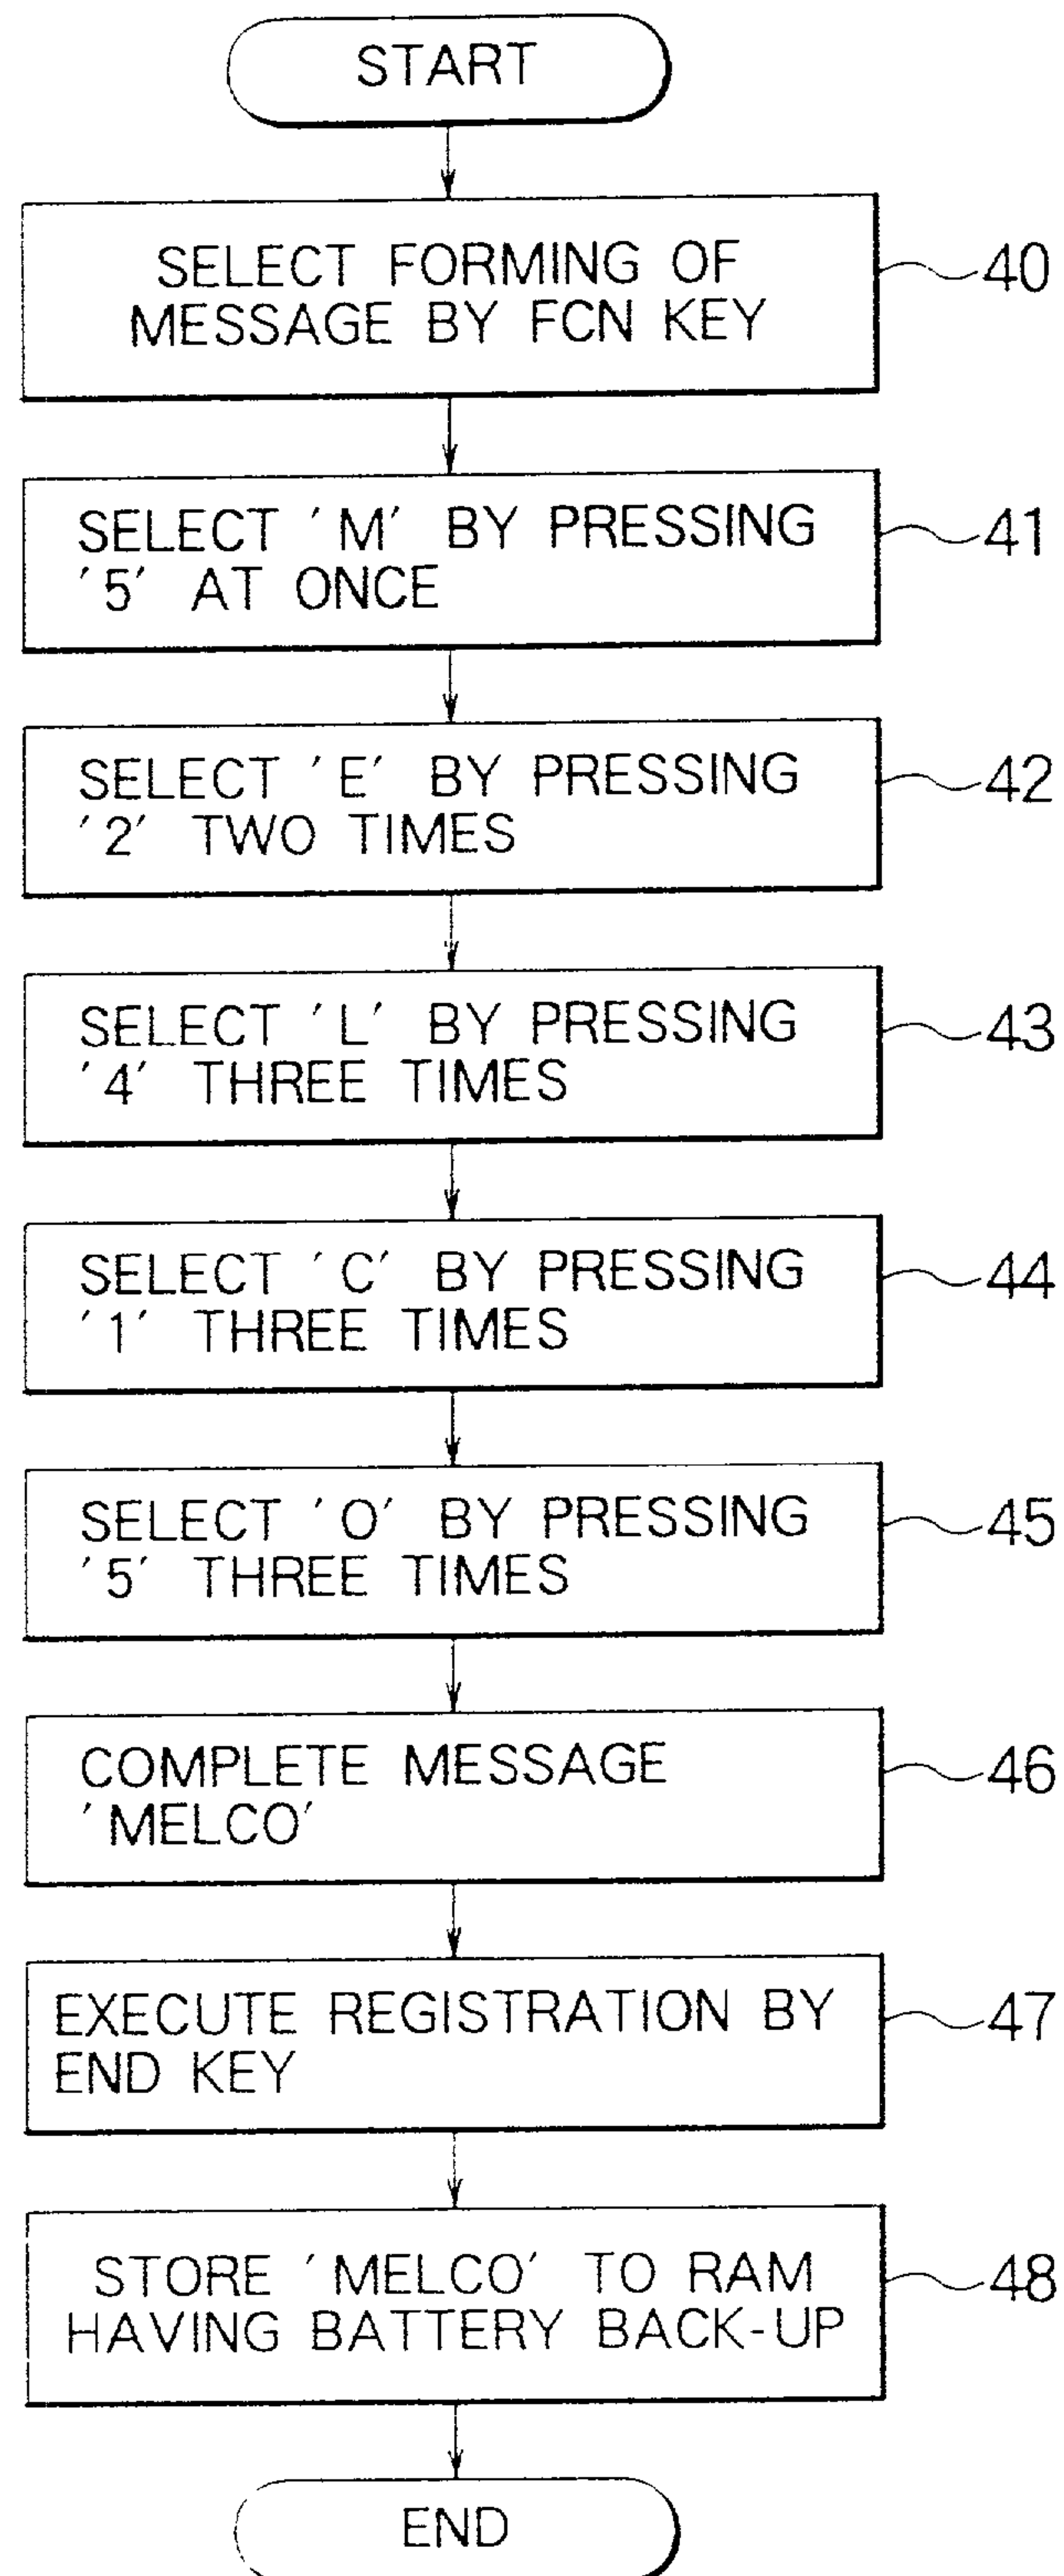 START
SELECT FORMING OF
MESSAGE BY FCN KEY
40
SELECT 'M' BY PRESSING
'5' AT ONCE
41
SELECT 'E' BY PRESSING
'2' TWO TIMES
42
SELECT 'L' BY PRESSING
'4' THREE TIMES
43
SELECT 'C' BY PRESSING
'1' THREE TIMES
44
SELECT 'O' BY PRESSING
'5' THREE TIMES
45
COMPLETE MESSAGE
'MELCO'
46
EXECUTE REGISTRATION BY
END KEY
47
STORE 'MELCO' TO RAM
HAVING BATTERY BACK-UP
48
END